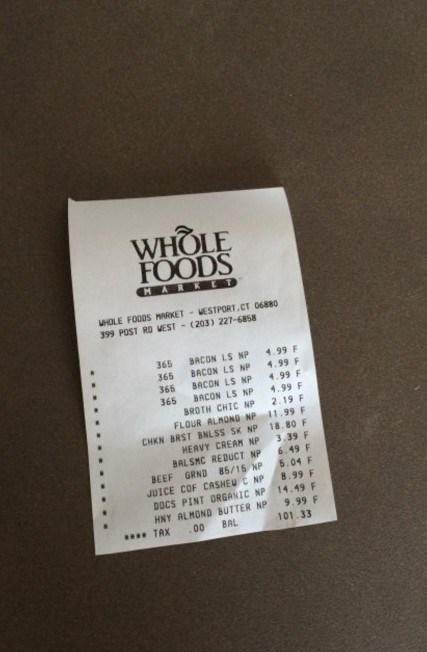 WHOLE
FOODS
MARKET
WHOLE FOODS MARKET - WESTPORT,CT 06880
399 POST RD WEST - (203) 227-6858
365 BACON LS NP 4.99 F
365 BACON LS NP 4.99 F
365 BACON LS NP 4.99 F
365 BACON LS NP 4.99 F
BROTH CHIC NP 2.19 F
FLOUR ALMOND NP 11.99 F
CHKN BRST BNLSS SK NP 18.80 F
HEAVY CREAM NP 3.39 F
BALSMC REDUCT NP 6.49 F
BEEF GRND 85/15 NP 5.04 F
JUICE COF CASHEW C NP 8.99 F
DOCS PINT ORGANIC NP 14.49 F
HNY ALMOND BUTTER NP 9.99 F
**** TAX .00 BAL 101.33